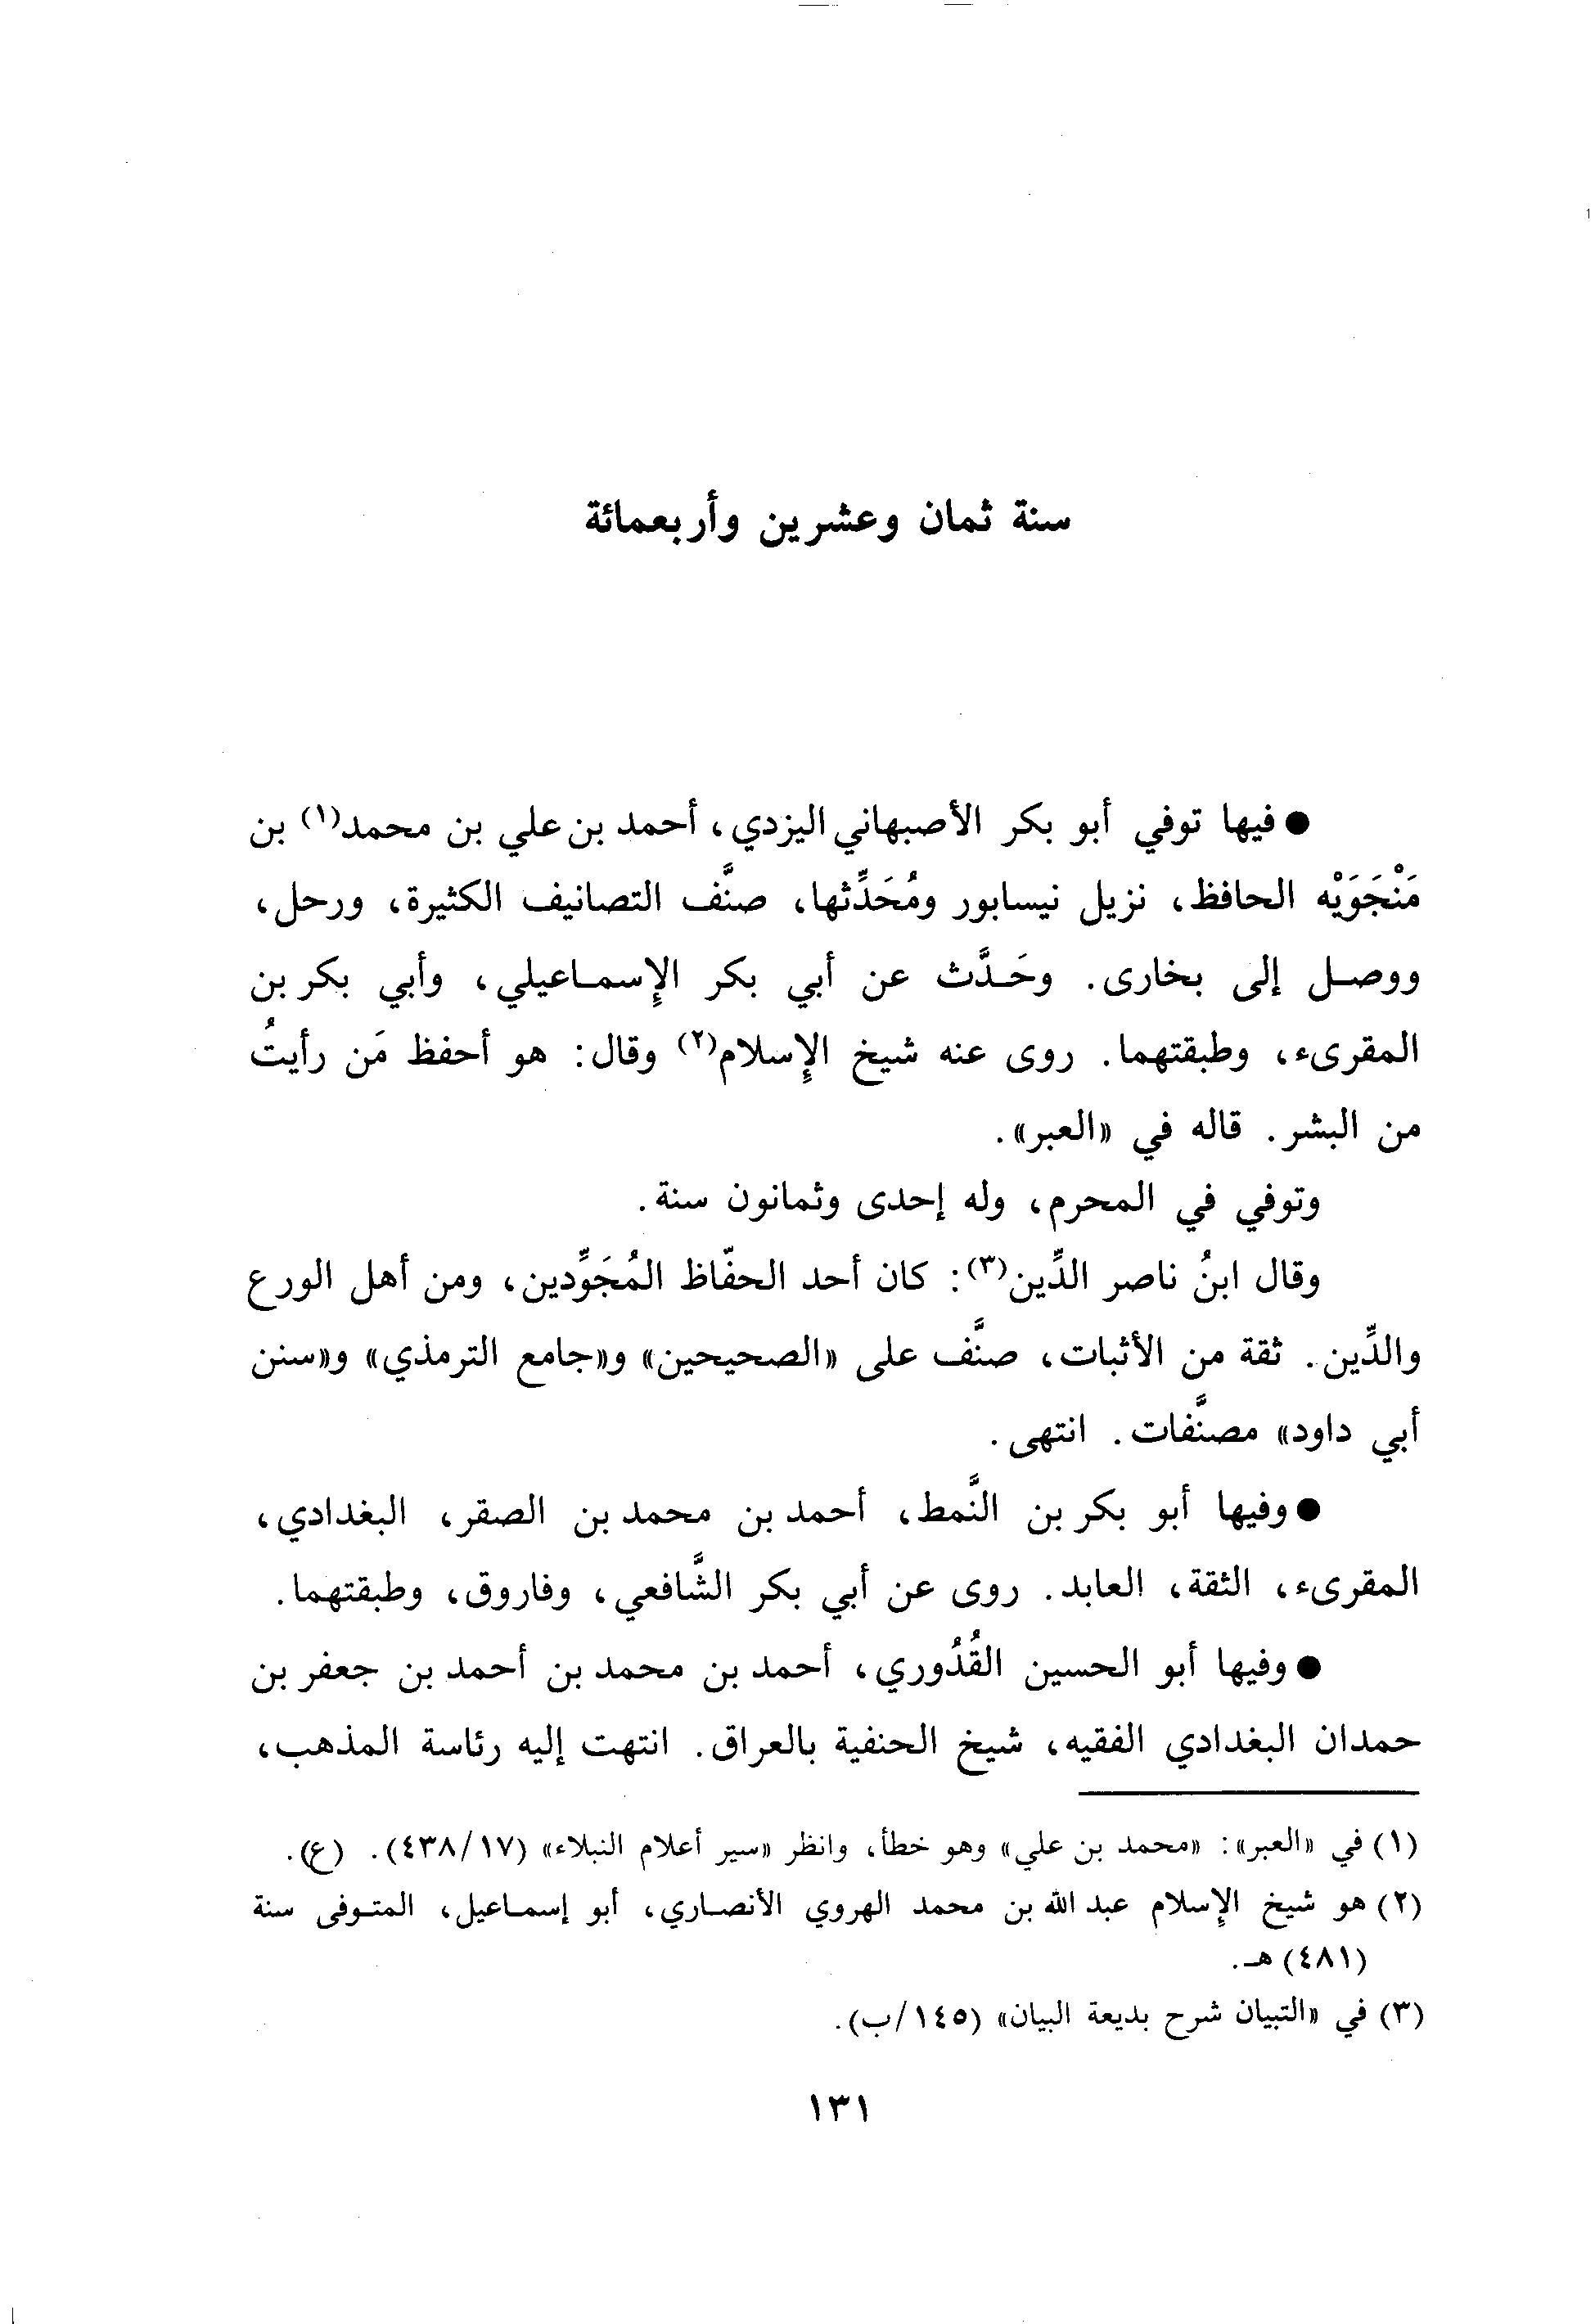 سنة ثمان وعشرين وأربعمائة
● فيها توفي أبو بكر الأصبهاني اليزدي، أحمد بن علي بن محمد(١) بن
مَنْجَوَيْه الحافظ، نزيل نيسابور ومُحَدِّثها، صنَّف التصانيف الكثيرة، ورحل،
ووصل إلى بخارى. وحَدَّث عن أبي بكر الإسماعيلي، وأبي بكر بن
المقرىء، وطبقتهما. روى عنه شيخ الإسلام(٢) وقال: هو أحفظ مَن رأيتُ
من البشر. قاله في «العبر».
وتوفي في المحرم، وله إحدى وثمانون سنة.
وقال ابنُ ناصر الدِّين(٣): كان أحد الحفّاظ المُجَوِّدين، ومن أهل الورع
والدِّين. ثقة من الأثبات، صنَّف على «الصحيحين» و«جامع الترمذي» و«سنن
أبي داود» مصنَّفات. انتهى.
● وفيها أبو بكر بن النَّمط، أحمد بن محمد بن الصقر، البغدادي،
المقرىء، الثقة، العابد. روى عن أبي بكر الشَّافعي، وفاروق، وطبقتهما.
● وفيها أبو الحسين القُدُوري، أحمد بن محمد بن أحمد بن جعفر بن
حمدان البغدادي الفقيه، شيخ الحنفية بالعراق. انتهت إليه رئاسة المذهب،
(١) في «العبر»: «محمد بن علي» وهو خطأ، وانظر «سير أعلام النبلاء» (١٧/ ٤٣٨). (ع).
(٢) هو شيخ الإسلام عبد الله بن محمد الهروي الأنصاري، أبو إسماعيل، المتوفى سنة
(٤٨١) هـ.
(٣) في «التبيان شرح بديعة البيان» (١٤٥/ب).
١٣١